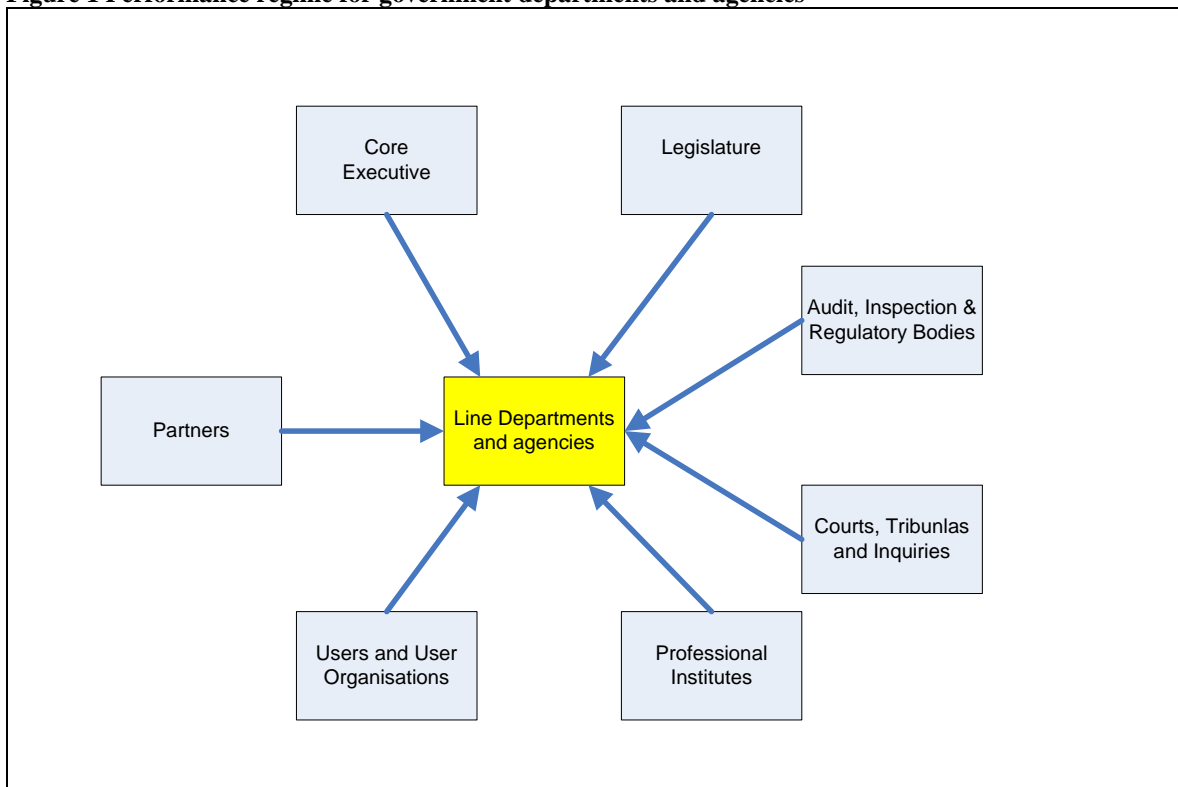 Figure 1 Performance regime for government departments and agencies
Core
Executive
Legislature
Audit, Inspection &
Regulatory Bodies
Partners
Line Departments
and agencies
Courts, Tribunlas
and Inquiries
Users and User
Organisations
Professional
Institutes